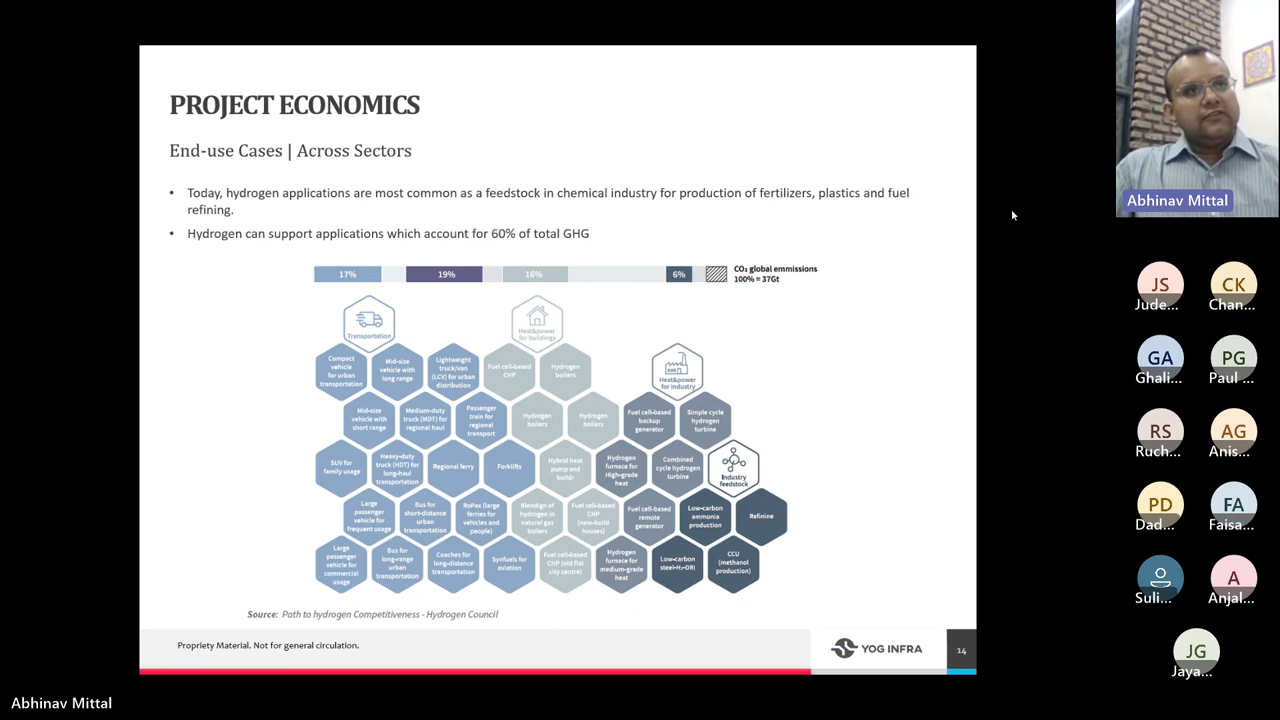 PROJECT ECONOMICS
End-use Cases | Across Sectors
• Today, hydrogen applications are most common as a feedstock in chemical industry for production of fertilizers, plastics and fuel
refining.
• Hydrogen can support applications which account for 60% of total GHG
17%
19%
16%
6%
CO₂ global emmissions
100% = 37Gt
Transportation
Heat&power
for buildings
Heat&power
for industry
Industry
feedstock
Compact
vehicle
for urban
transportation
Mid-size
vehicle with
long range
Lightweight
truck/van
(LCV) for urban
distribution
Fuel cell-based
CHP
Hydrogen
boilers
Mid-size
vehicle with
short range
Medium-duty
truck (MDT) for
regional haul
Passenger
train for
regional
transport
Hydrogen
boilers
Hydrogen
boilers
Fuel cell-based
backup
generator
Simple cycle
hydrogen
turbine
SUV for
family usage
Heavy-duty
truck (HDT) for
long-haul
transportation
Regional ferry
Forklifts
Hybrid heat
pump and
Hydrogen
furnace for
High-grade
heat
Combined
cycle hydrogen
turbine
Large
passenger
vehicle for
frequent usage
Bus for
short-distance
urban
transportation
RoPax (large
ferries for
vehicles and
people)
Blendign of
hydrogen in
natural gas
boilers
Fuel cell-based
CHP
(new-build
houses)
Fuel cell-based
remote
generator
Low-carbon
ammonia
production
Refinine
Large
passenger
vehicle for
commercial
usage
Bus for
long-range
urban
transportation
Coaches for
long-distance
transportation
Synfuels for
aviation
Fuel cell-based
CHP (old flat
city centre)
Hydrogen
furnace for
medium-grade
heat
Low-carbon
steel-H₂-DRI
CCU
(methanol
production)
Source: Path to hydrogen Competitiveness - Hydrogen Council
Propriety Material. Not for general circulation.
YOG INFRA
14
Abhinav Mittal
JS
CK
Jude...
Chan...
GA
PG
Ghali...
Paul ...
RS
AG
Ruch...
Anis...
PD
FA
Dad...
Faisa...
A
Suli...
Anjal...
JG
Jaya...
Abhinav Mittal